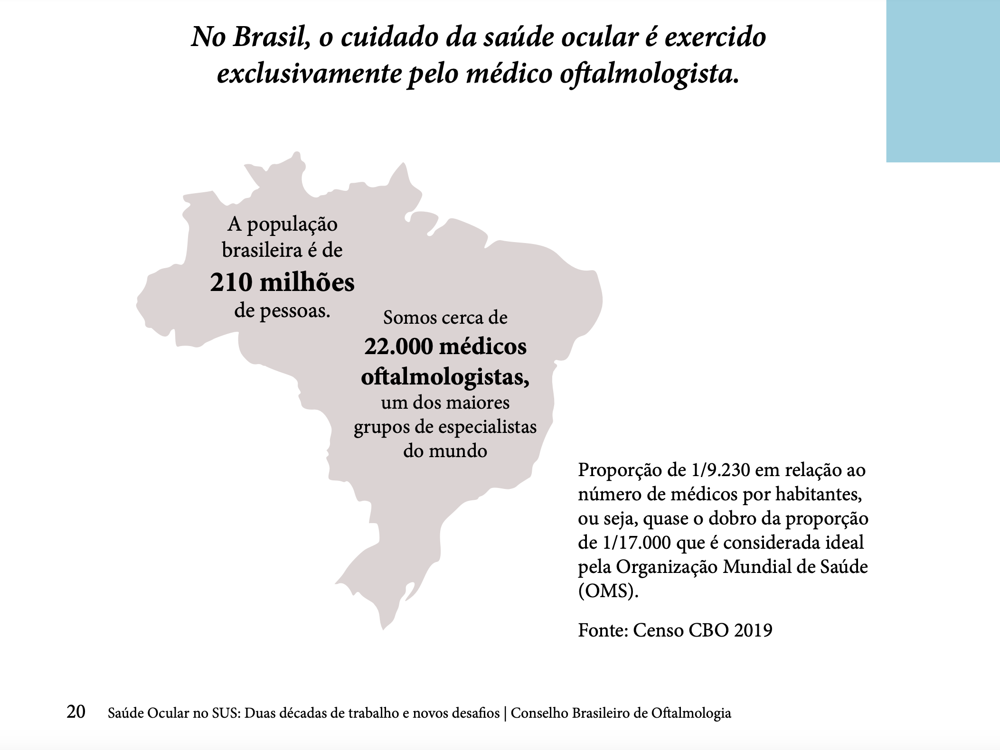 No Brasil, o cuidado da saúde ocular é exercido
exclusivamente pelo médico oftalmologista.
A população
brasileira é de
210 milhões
de pessoas.
Somos cerca de
22.000 médicos
oftalmologistas,
um dos maiores
grupos de especialistas
do mundo
Proporção de 1/9.230 em relação ao
número de médicos por habitantes,
ou seja, quase o dobro da proporção
de 1/17.000 que é considerada ideal
pela Organização Mundial de Saúde
(OMS).
Fonte: Censo CBO 2019
20 Saúde Ocular no SUS: Duas décadas de trabalho e novos desafios | Conselho Brasileiro de Oftalmologia